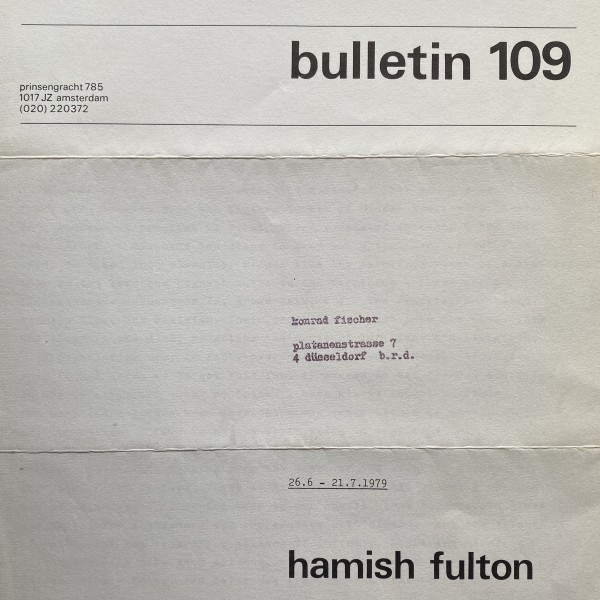 bulletin 109
prinsengracht 785
1017 JZ amsterdam
(020) 220372
konrad fischer
platanenstrasse 7
4 düsseldorf b.r.d.
26.6 - 21.7.1979
hamish fulton